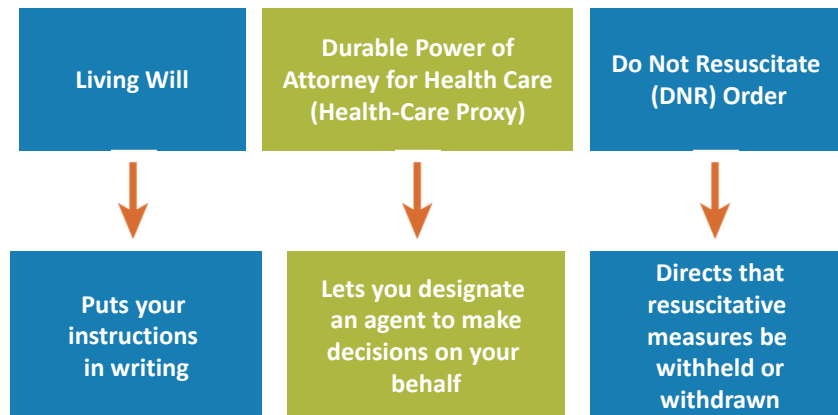 Living Will
Durable Power of
Attorney for Health Care
(Health-Care Proxy)
Do Not Resuscitate
(DNR) Order
Puts your
instructions
in writing
Lets you designate
an agent to make
decisions on your
behalf
Directs that
resuscitative
measures be
withheld or
withdrawn